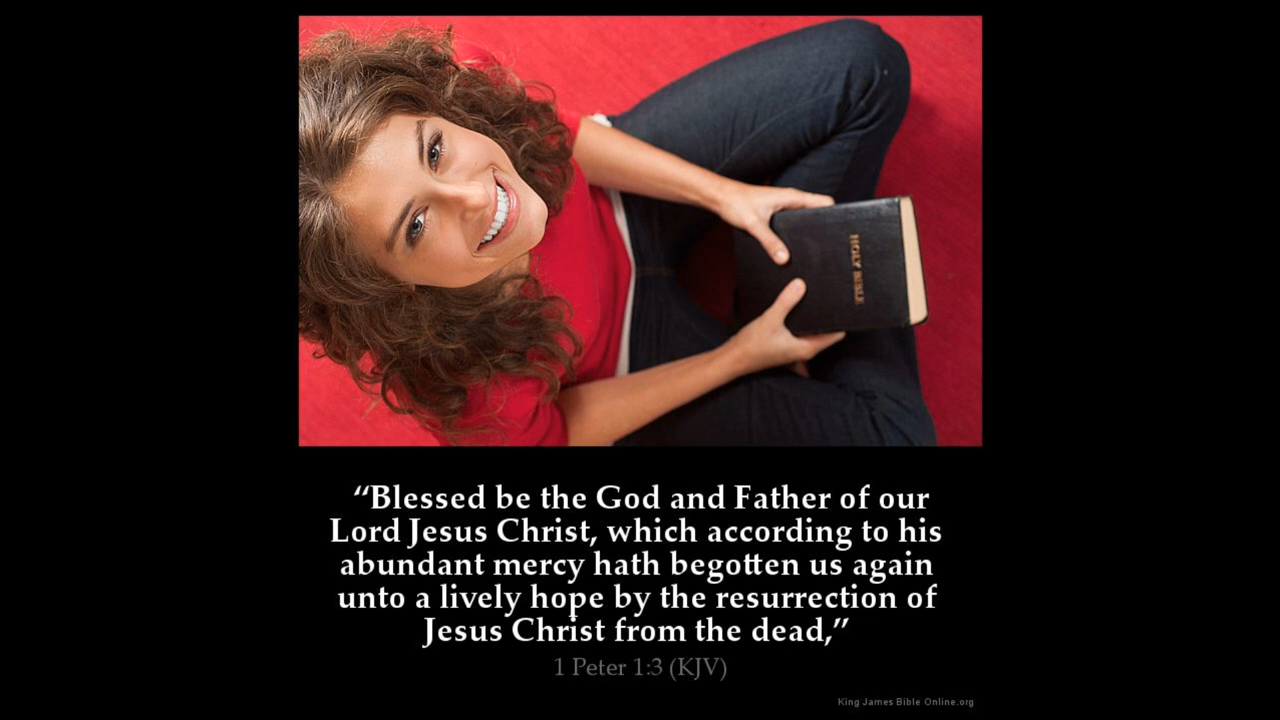 HOLY BIBLE
“Blessed be the God and Father of our
Lord Jesus Christ, which according to his
abundant mercy hath begotten us again
unto a lively hope by the resurrection of
Jesus Christ from the dead,”
1 Peter 1:3 (KJV)
King James Bible Online.org